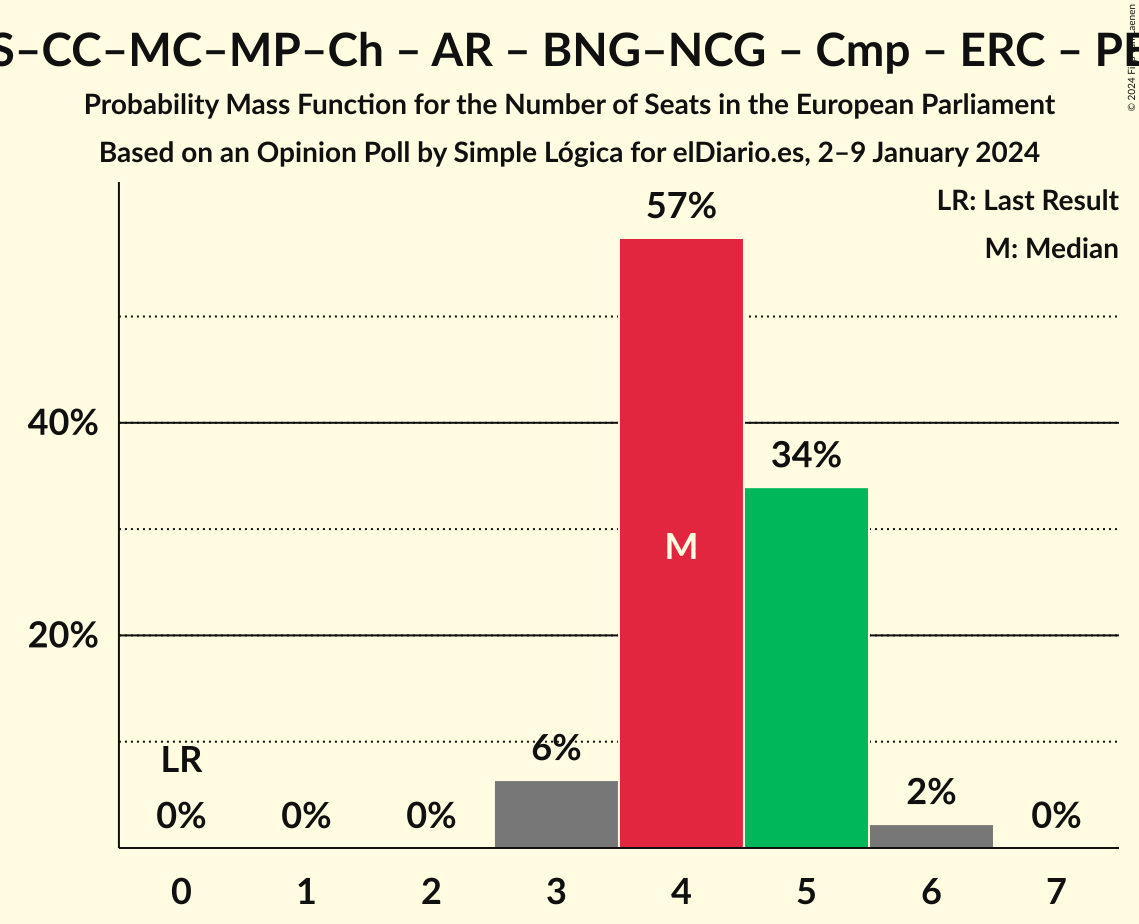 S–CC–MC–MP–Ch – AR – BNG–NCG – Cmp – ERC – PE
Probability Mass Function for the Number of Seats in the European Parliament
Based on an Opinion Poll by Simple Lógica for elDiario.es, 2–9 January 2024
LR: Last Result
M: Median
57%
40%
34%
M
20%
6%
LR
2%
0%
0%
0%
0%
0 1 2 3 4 5 6 7
© 2024